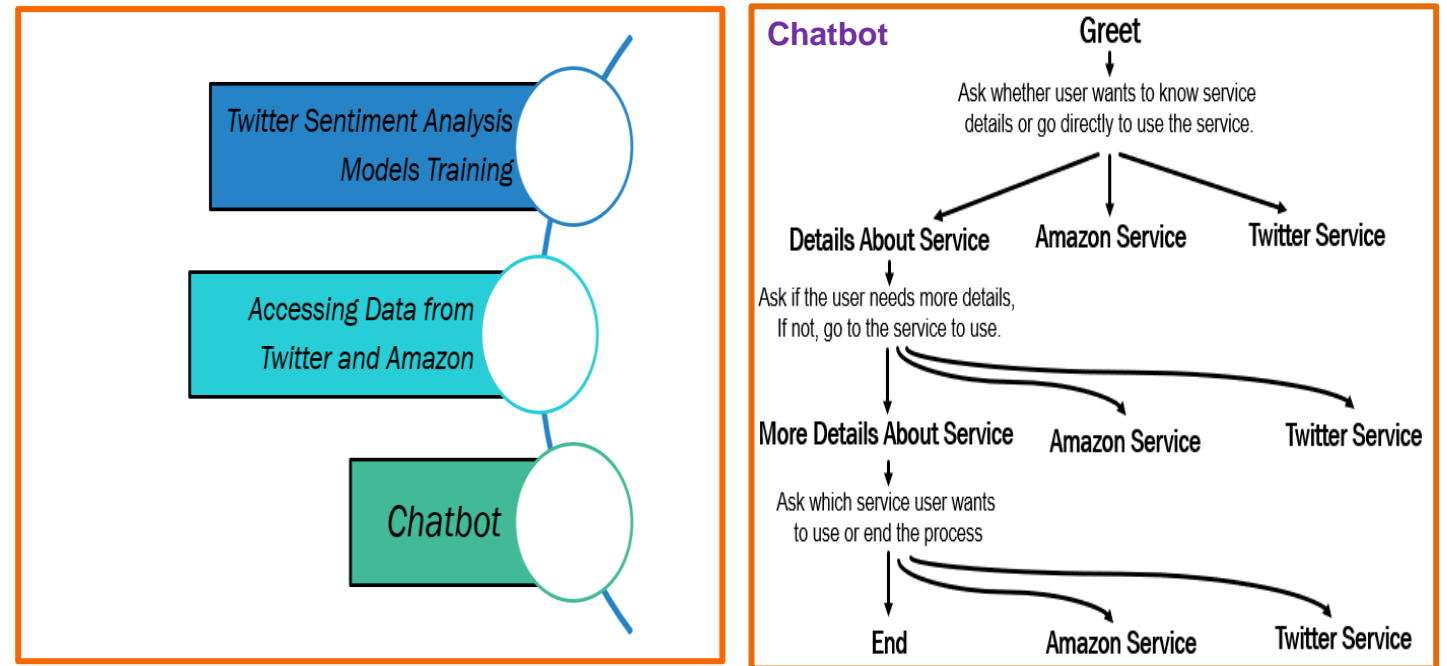 Twitter Sentiment Analysis
Models Training
Accessing Data from
Twitter and Amazon
Chatbot
Chatbot
Greet
Ask whether user wants to know service
details or go directly to use the service.
Details About Service
Amazon Service
Twitter Service
Ask if the user needs more details,
If not, go to the service to use.
More Details About Service
Amazon Service
Twitter Service
Ask which service user wants
to use or end the process
End
Amazon Service
Twitter Service